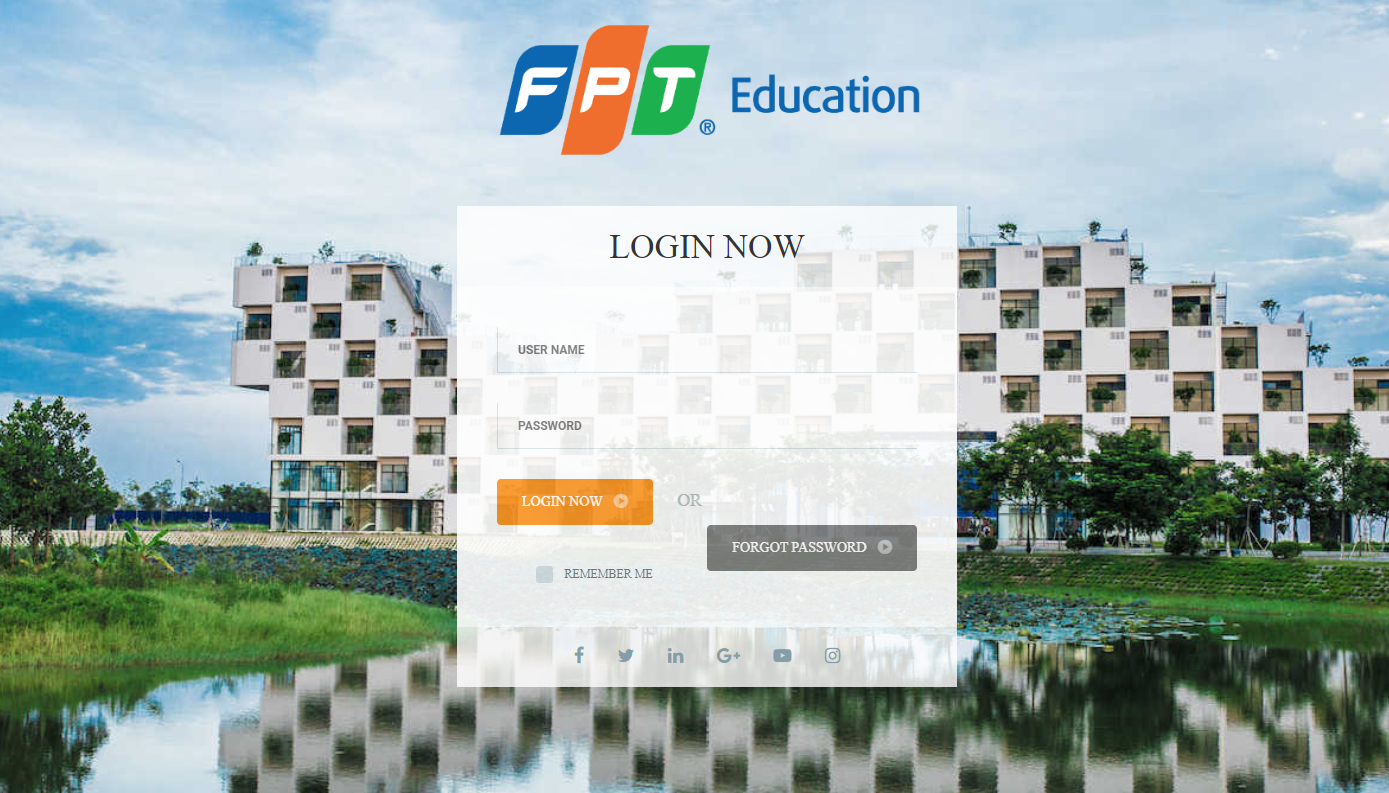 FPT® Education
LOGIN NOW
USER NAME
PASSWORD
LOGIN NOW
OR
FORGOT PASSWORD
REMEMBER ME